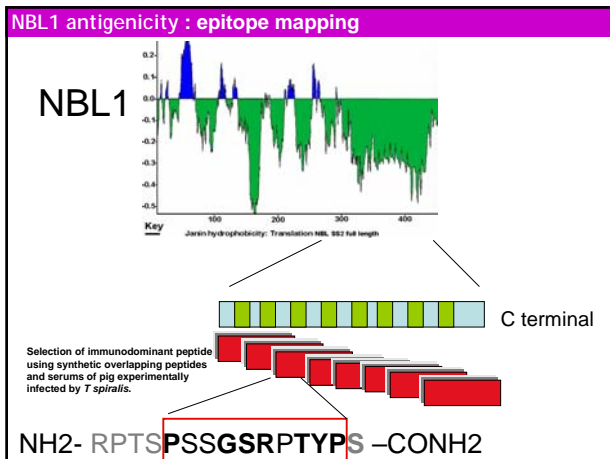 NBL1 antigenicity : epitope mapping
NBL1
0.2
0.1
0.0
-0.1
-0.2
-0.3
-0.4
-0.5
100 200 300 400
Key
Janin hydrophobicity: Translation NBL SS2 full length
C terminal
Selection of immunodominant peptide
using synthetic overlapping peptides
and serums of pig experimentally
infected by T spiralis.
NH2- RPTSPSSGSRPTYPS –CONH2